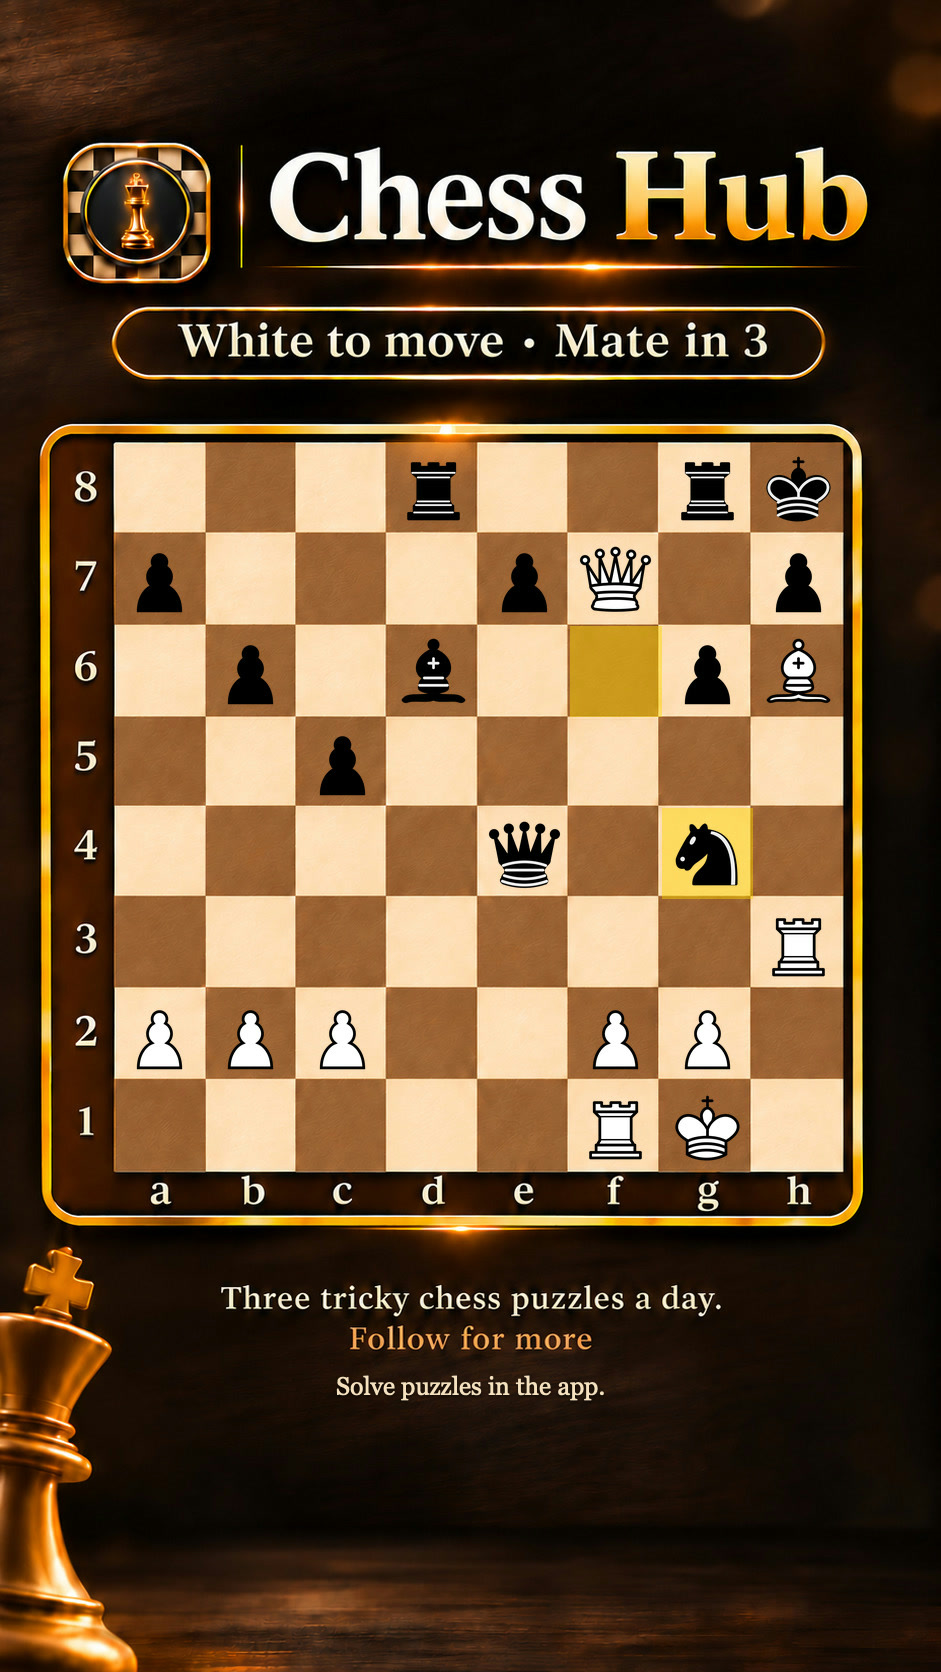 Chess Hub
White to move • Mate in 3
8
7
6
5
4
3
2
1
a b c d e f g h
Three tricky chess puzzles a day.
Follow for more
Solve puzzles in the app.